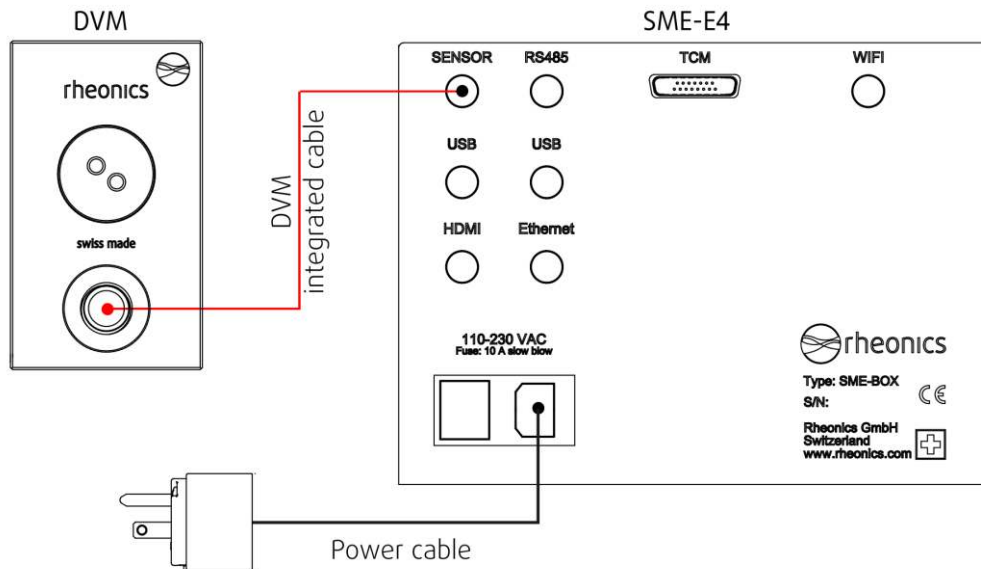 DVM
rheonics
swiss made
DVM
integrated cable
SME-E4
SENSOR
RS485
TCM
WIFI
USB
USB
HDMI
Ethernet
110-230 VAC
Fuse: 10 A slow blow
rheonics
Type: SME-BOX
S/N:
CE
Rheonics GmbH
Switzerland
www.rheonics.com
Power cable